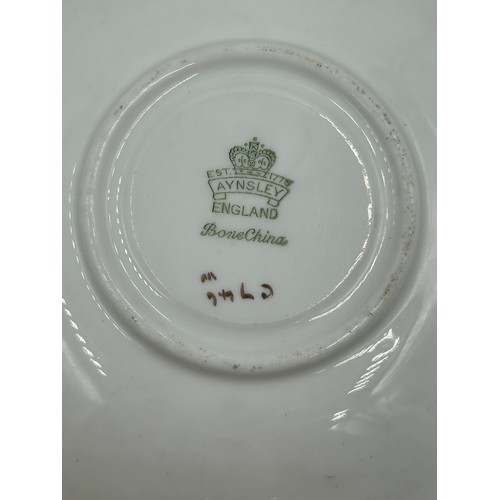 EST. 1775
AYNSLEY
ENGLAND
Bone China